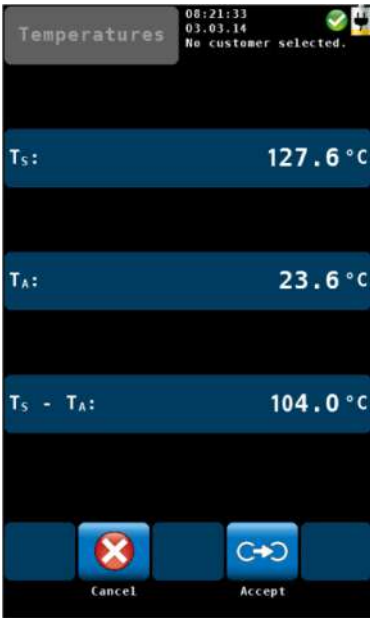 Temperatures
08:21:33
03.03.14
No customer selected.
Ts: 127.6 °C
TA: 23.6 °C
Ts - TA: 104.0 °C
Cancel Accept